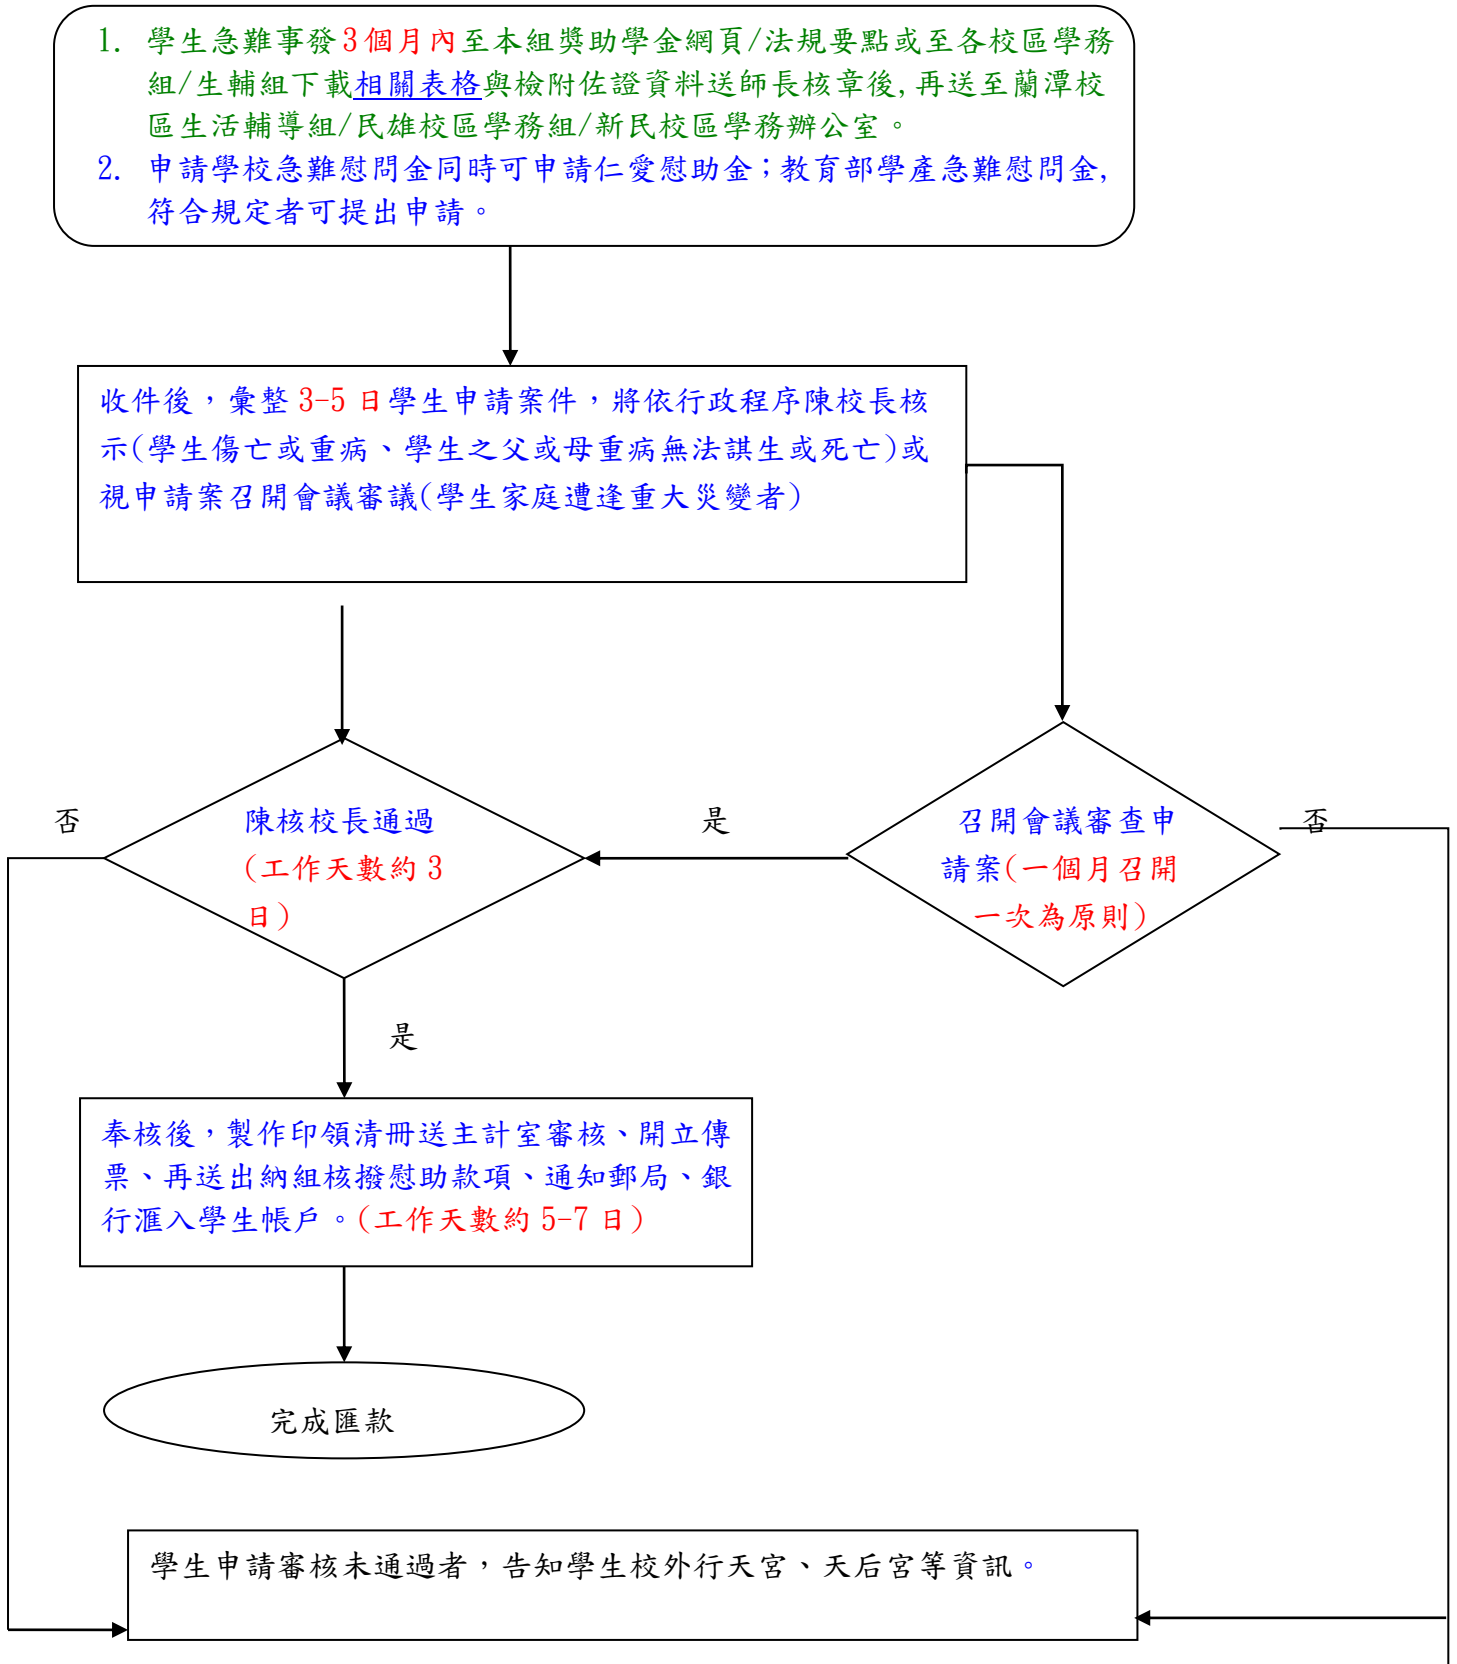 1. 學生急難事發3個月內至本組獎助學金網頁/法規要點或至各校區學務
組/生輔組下載相關表格與檢附佐證資料送師長核章後,再送至蘭潭校
區生活輔導組/民雄校區學務組/新民校區學務辦公室。
2. 申請學校急難慰問金同時可申請仁愛慰助金;教育部學產急難慰問金,
符合規定者可提出申請。
收件後,彙整 3-5 日學生申請案件,將依行政程序陳校長核
示(學生傷亡或重病、學生之父或母重病無法謀生或死亡)或
視申請案召開會議審議(學生家庭遭逢重大災變者)
否
陳核校長通過
(工作天數約 3
日)
是
召開會議審查申
請案(一個月召開
一次為原則)
否
是
奉核後,製作印領清冊送主計室審核、開立傳
票、再送出納組核撥慰助款項、通知郵局、銀
行滙入學生帳戶。(工作天數約 5-7 日)
完成匯款
學生申請審核未通過者,告知學生校外行天宮、天后宮等資訊。